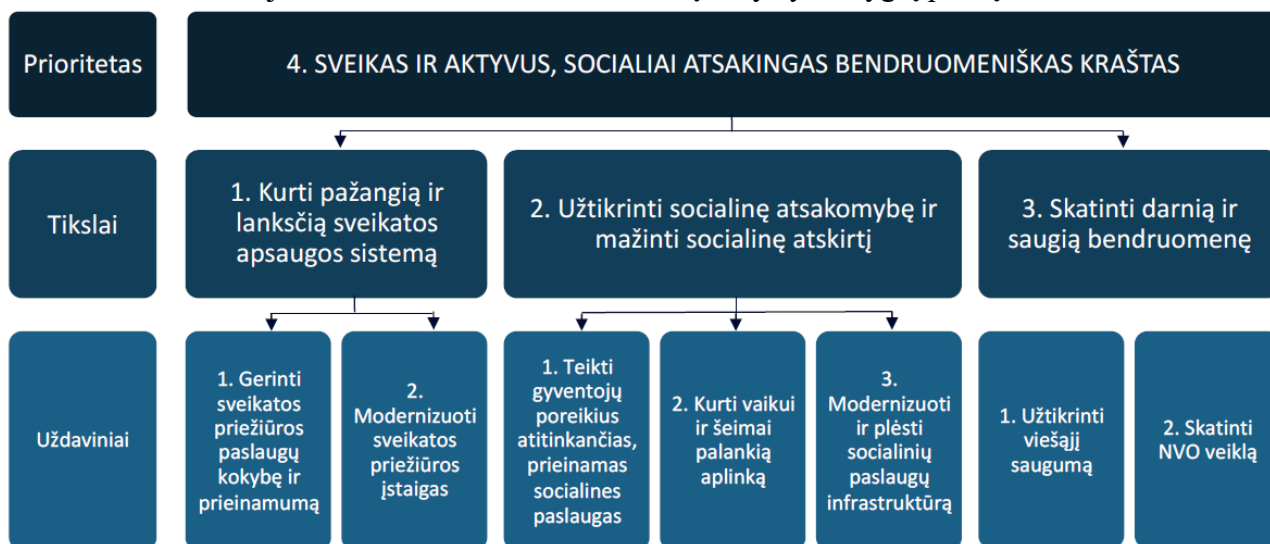 Prioritetas
4. SVEIKAS IR AKTYVUS, SOCIALIAI ATSAKINGAS BENDRUOMENIŠKAS KRAŠTAS
Tikslai
1. Kurti pažangią ir
lanksčią sveikatos
apsaugos sistemą
2. Užtikrinti socialinę atsakomybę ir
mažinti socialinę atskirtį
3. Skatinti darnią ir
saugią bendruomenę
Uždaviniai
1. Gerinti
sveikatos
priežiūros
paslaugų
kokybę ir
prieinamumą
2.
Modernizuoti
sveikatos
priežiūros
įstaigas
1. Teikti
gyventojų
poreikius
atitinkančias,
prieinamas
socialines
paslaugas
2. Kurti vaikui
ir šeimai
palankią
aplinką
3.
Modernizuoti
ir plėsti
socialinių
paslaugų
infrastruktūrą
1. Užtikrinti
viešąjį
saugumą
2. Skatinti
NVO veiklą